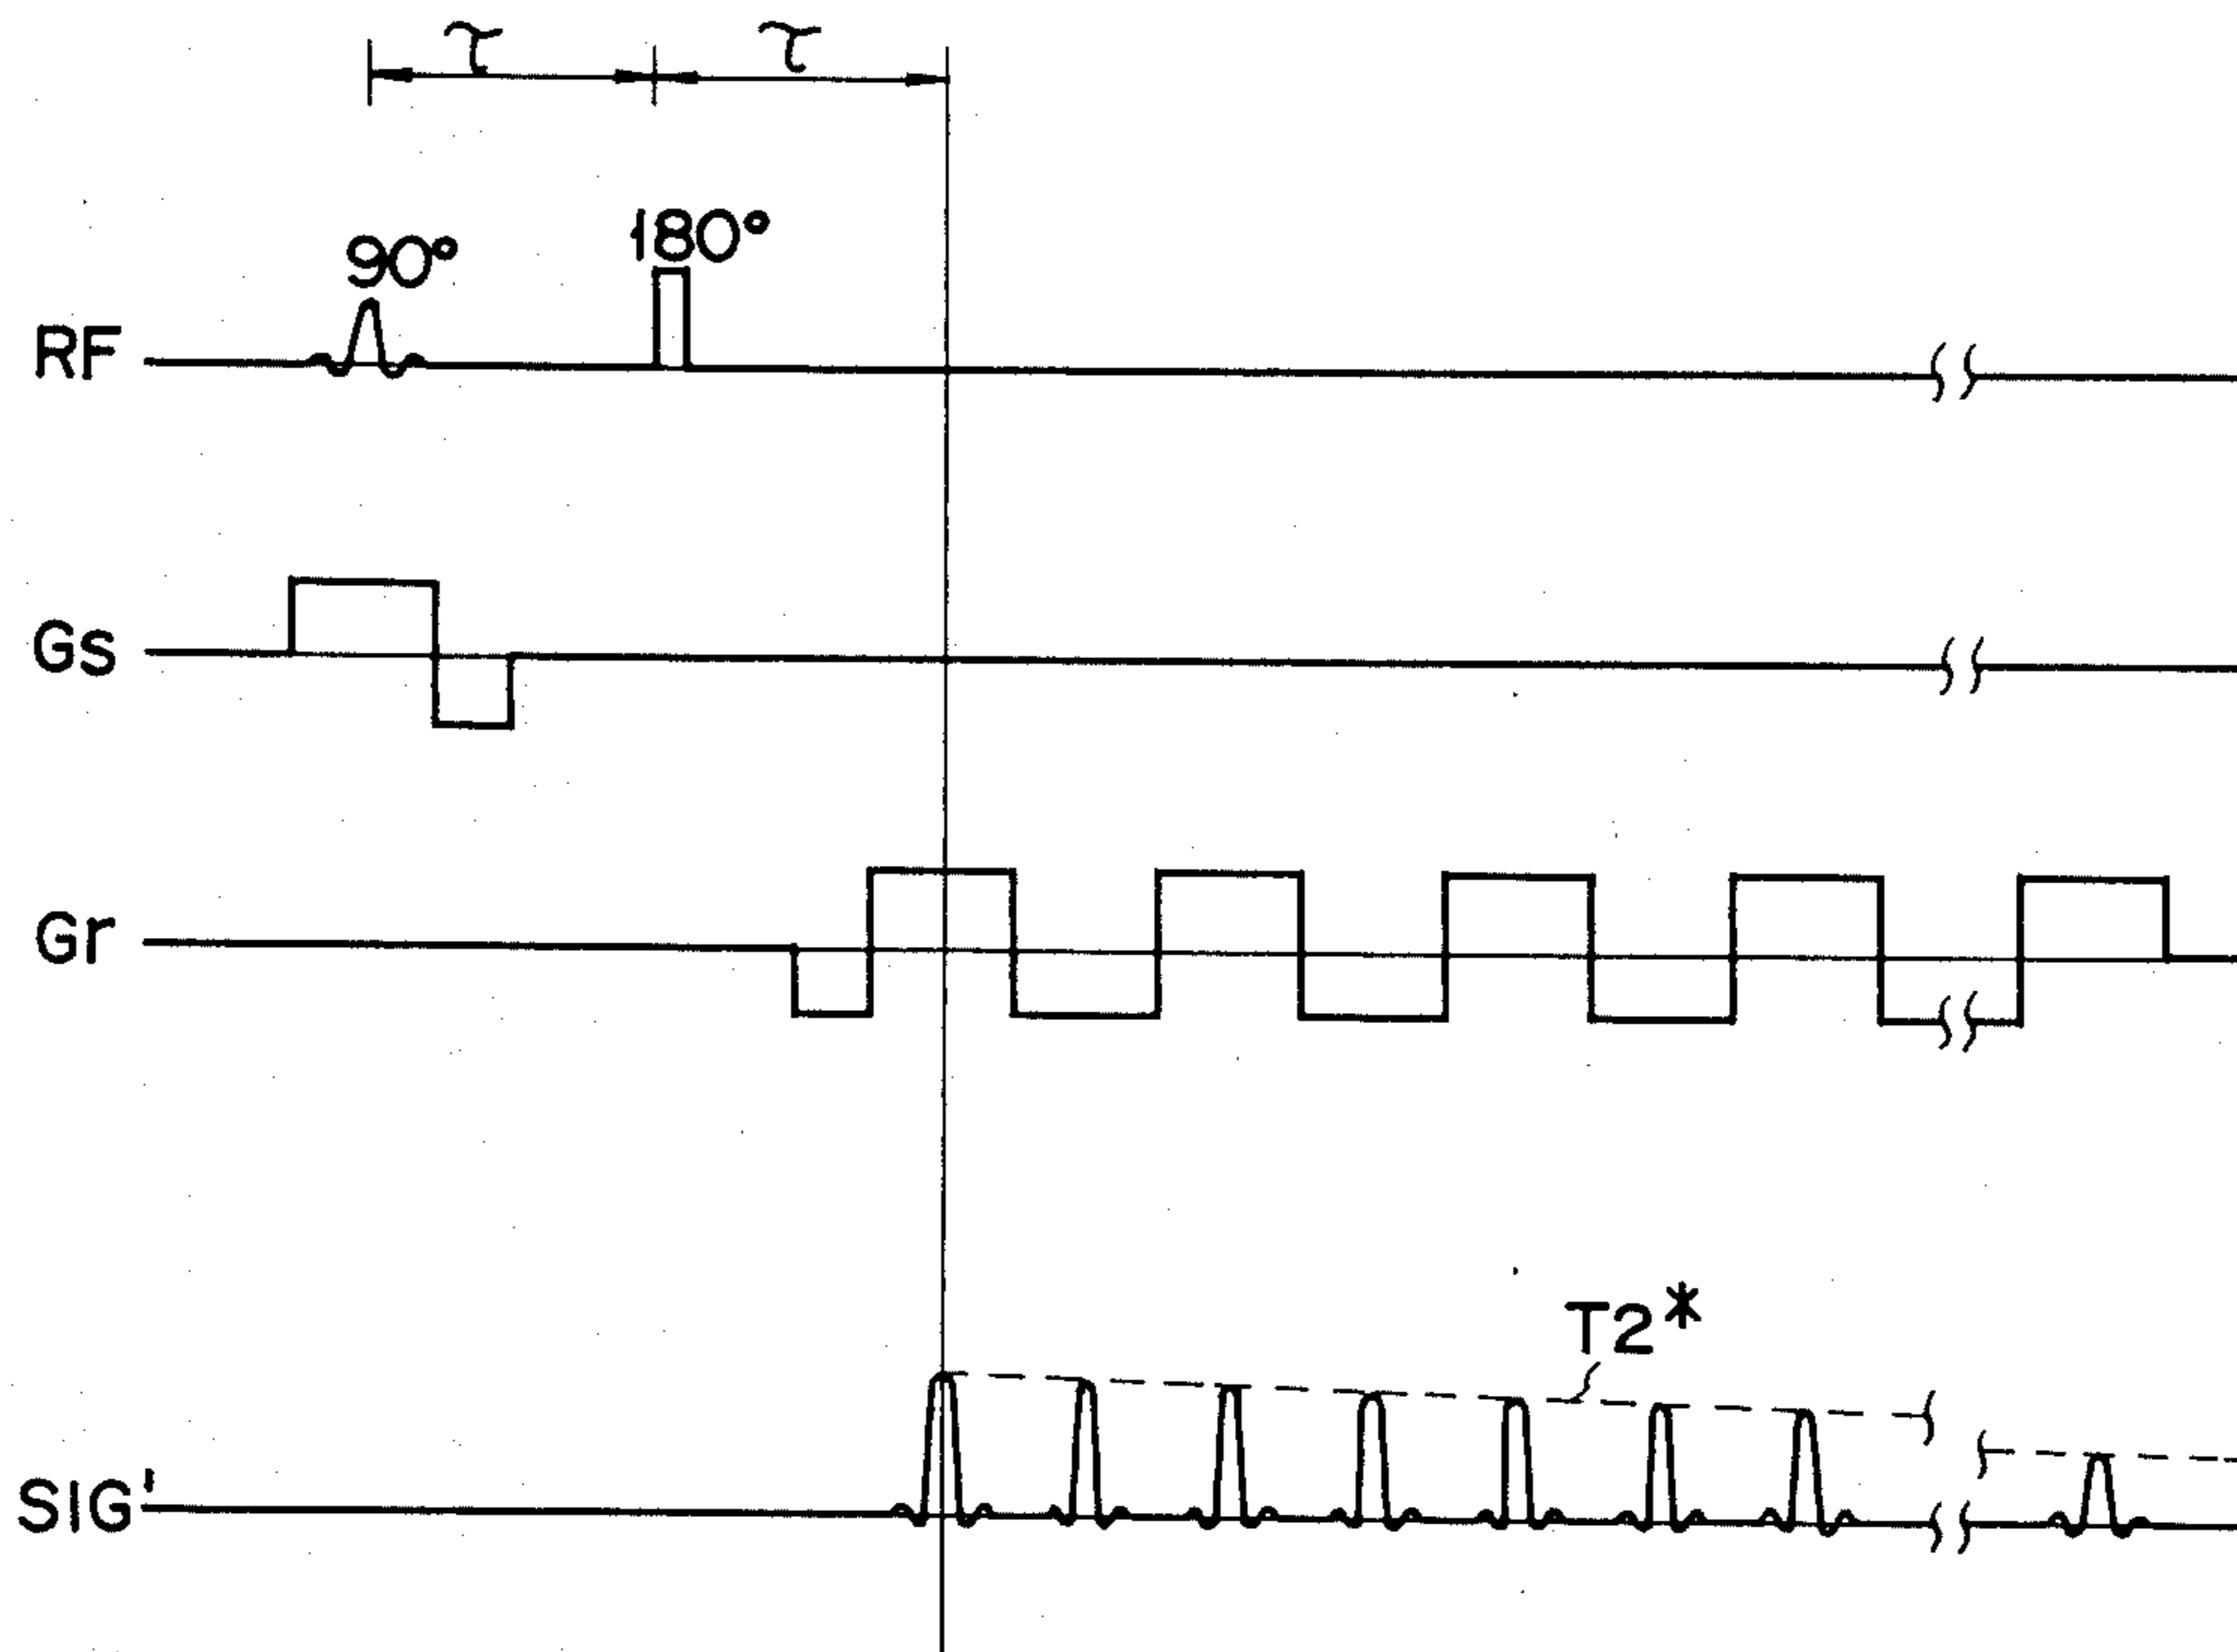 τ τ
90° 180°
RF
Gs
Gr
T2*
SIG'